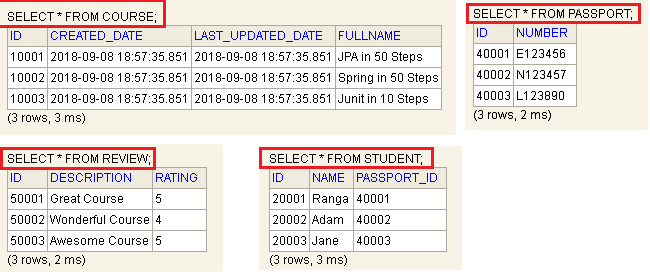 SELECT * FROM COURSE;
ID CREATED_DATE LAST_UPDATED_DATE FULLNAME
10001 2018-09-08 18:57:35.851 2018-09-08 18:57:35.851 JPA in 50 Steps
10002 2018-09-08 18:57:35.851 2018-09-08 18:57:35.851 Spring in 50 Steps
10003 2018-09-08 18:57:35.851 2018-09-08 18:57:35.851 Junit in 10 Steps
(3 rows, 3 ms)
SELECT * FROM PASSPORT;
ID NUMBER
40001 E123456
40002 N123457
40003 L123890
(3 rows, 2 ms)
SELECT * FROM REVIEW;
ID DESCRIPTION RATING
50001 Great Course 5
50002 Wonderful Course 4
50003 Awesome Course 5
(3 rows, 2 ms)
SELECT * FROM STUDENT;
ID NAME PASSPORT_ID
20001 Ranga 40001
20002 Adam 40002
20003 Jane 40003
(3 rows, 3 ms)